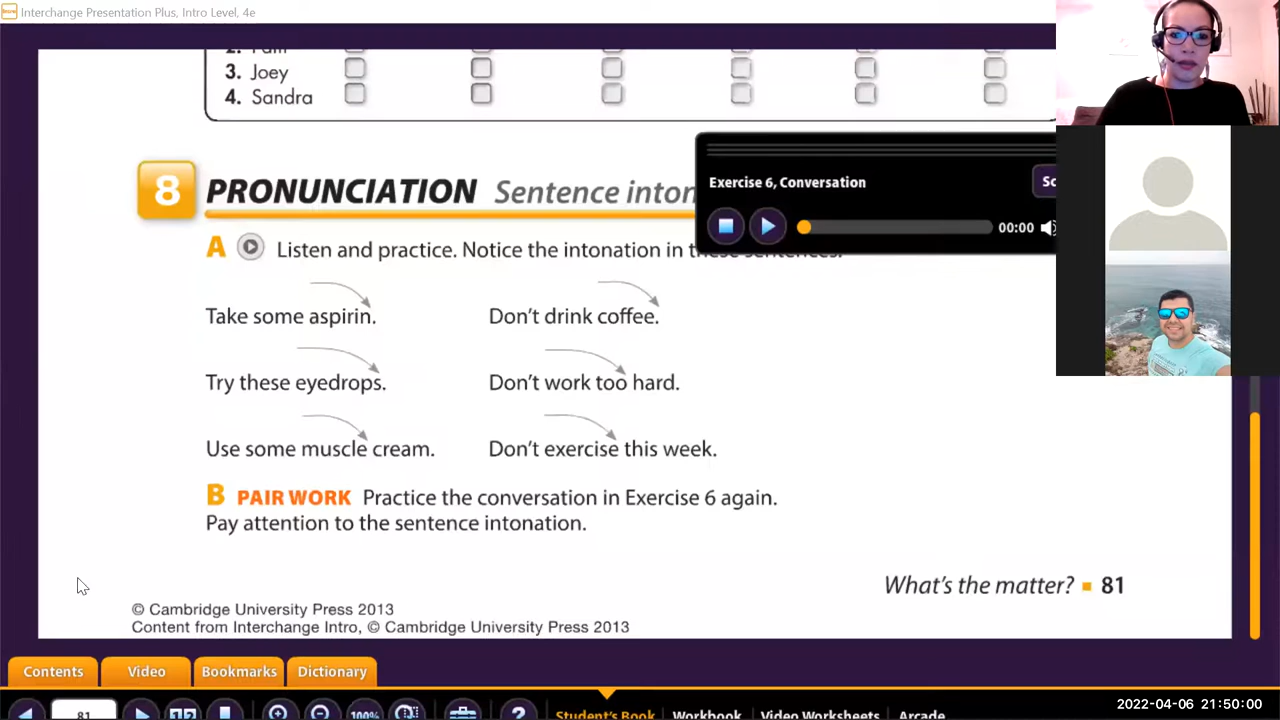 Interchange Presentation Plus, Intro Level, 4e
3. Joey
4. Sandra
8 PRONUNCIATION Sentence
Exercise 6, Conversation
00:00
A Listen and practice. Notice the intonation in these sentences.
Take some aspirin. Don't drink coffee.
Try these eyedrops. Don't work too hard.
Use some muscle cream. Don't exercise this week.
B PAIR WORK Practice the conversation in Exercise 6 again.
Pay attention to the sentence intonation.
What's the matter? ▪ 81
© Cambridge University Press 2013
Content from Interchange Intro, © Cambridge University Press 2013
Contents Video Bookmarks Dictionary
81 100% ? Student's Book Workbook Video Worksheets Arcade
2022-04-06 21:50:00